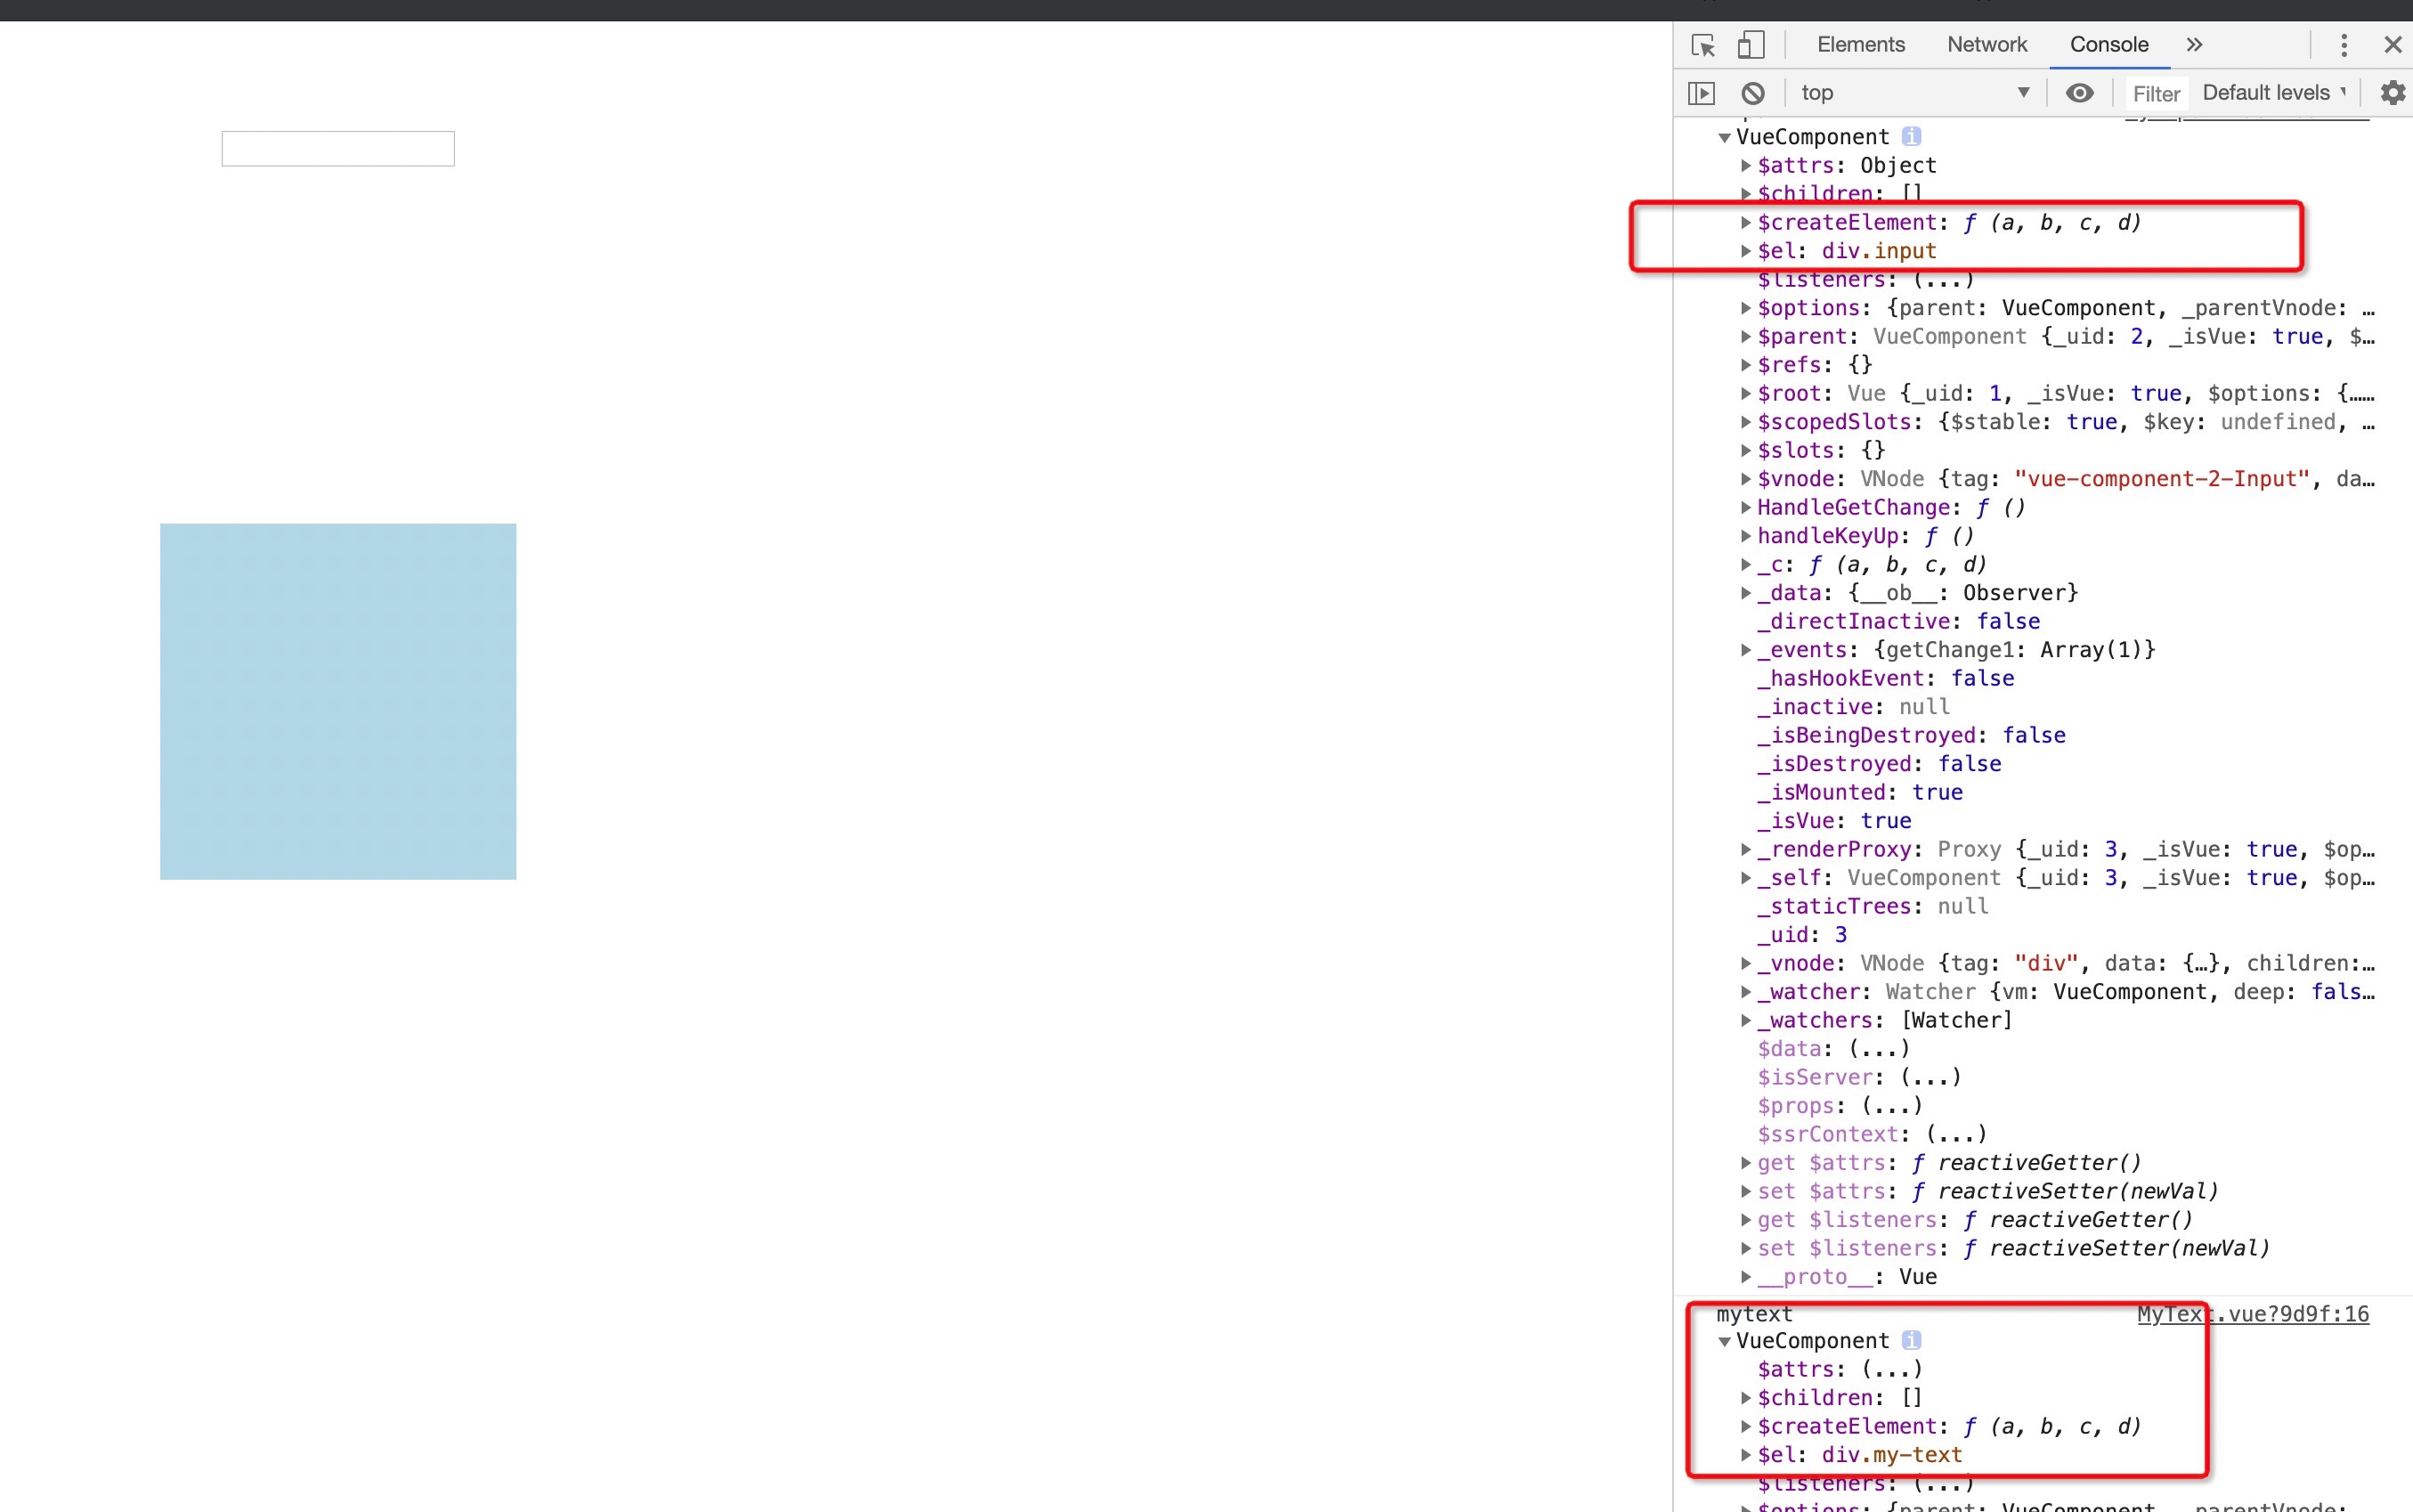 Elements Network Console
top Filter Default levels
VueComponent i
$attrs: Object
$children: []
$createElement: ƒ (a, b, c, d)
$el: div.input
$listeners: (...)
$options: {parent: VueComponent, _parentVnode: …
$parent: VueComponent {_uid: 2, _isVue: true, $…
$refs: {}
$root: Vue {_uid: 1, _isVue: true, $options: {……
$scopedSlots: {$stable: true, $key: undefined, …
$slots: {}
$vnode: VNode {tag: "vue-component-2-Input", da…
HandleGetChange: ƒ ()
handleKeyUp: ƒ ()
_c: ƒ (a, b, c, d)
_data: {__ob__: Observer}
_directInactive: false
_events: {getChange1: Array(1)}
_hasHookEvent: false
_inactive: null
_isBeingDestroyed: false
_isDestroyed: false
_isMounted: true
_isVue: true
_renderProxy: Proxy {_uid: 3, _isVue: true, $op…
_self: VueComponent {_uid: 3, _isVue: true, $op…
_staticTrees: null
_uid: 3
_vnode: VNode {tag: "div", data: {…}, children:…
_watcher: Watcher {vm: VueComponent, deep: fals…
_watchers: [Watcher]
$data: (...)
$isServer: (...)
$props: (...)
$ssrContext: (...)
get $attrs: ƒ reactiveGetter()
set $attrs: ƒ reactiveSetter(newVal)
get $listeners: ƒ reactiveGetter()
set $listeners: ƒ reactiveSetter(newVal)
__proto__: Vue
mytext MyText.vue?9d9f:16
VueComponent i
$attrs: (...)
$children: []
$createElement: ƒ (a, b, c, d)
$el: div.my-text
$listeners: (...)
$options: {parent: VueComponent, _parentVnode: